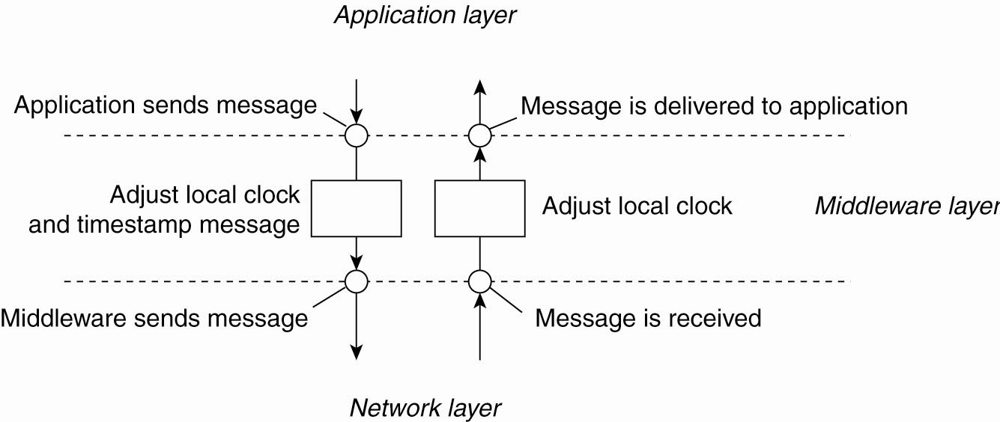 Application layer
Application sends message
Message is delivered to application
Adjust local clock
and timestamp message
Adjust local clock
Middleware layer
Middleware sends message
Message is received
Network layer